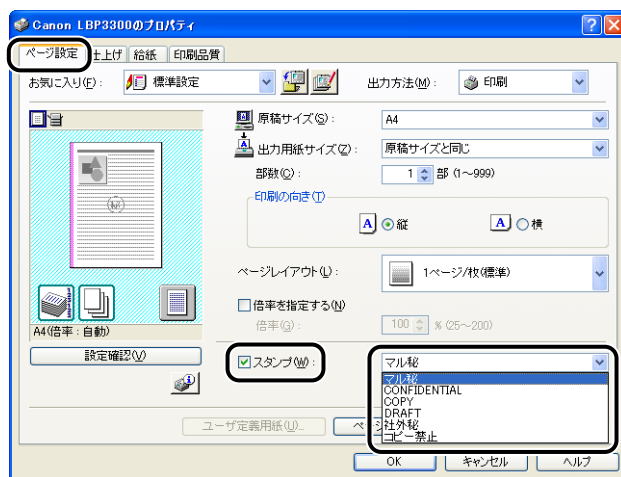 Canon LBP3300のプロパティ
ページ設定 仕上げ 給紙 印刷品質
お気に入り(F): 標準設定 出力方法(M): 印刷
原稿サイズ(S): A4
出力用紙サイズ(Z): 原稿サイズと同じ
部数(C): 1 部 (1~999)
印刷の向き(T)
A 縦 A 横
ページレイアウト(L): 1ページ/枚(標準)
倍率を指定する(N)
倍率(G): 100 % (25~200)
A4(倍率:自動)
設定確認(V)
スタンプ(W): マル秘
マル秘
CONFIDENTIAL
COPY
DRAFT
社外秘
コピー禁止
ユーザ定義用紙(U)...
OK キャンセル ヘルプ